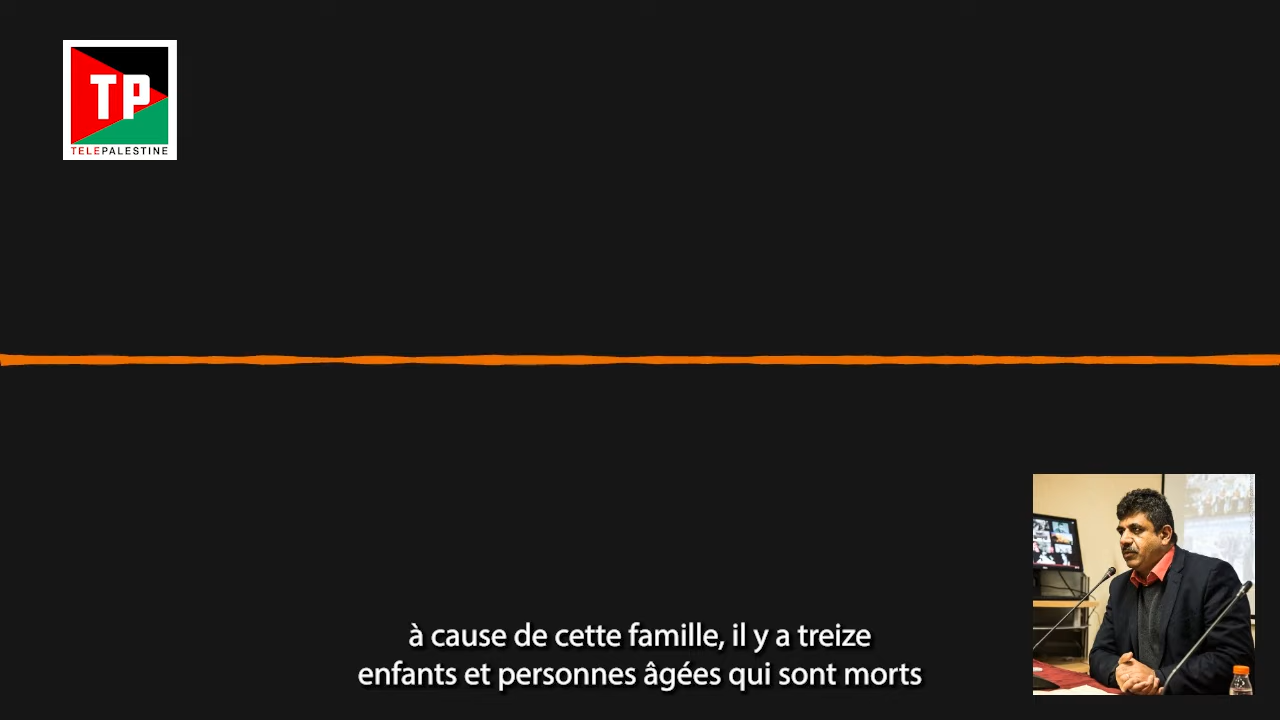 TP
TELEPALESTINE
à cause de cette famille, il y a treize
enfants et personnes âgées qui sont morts